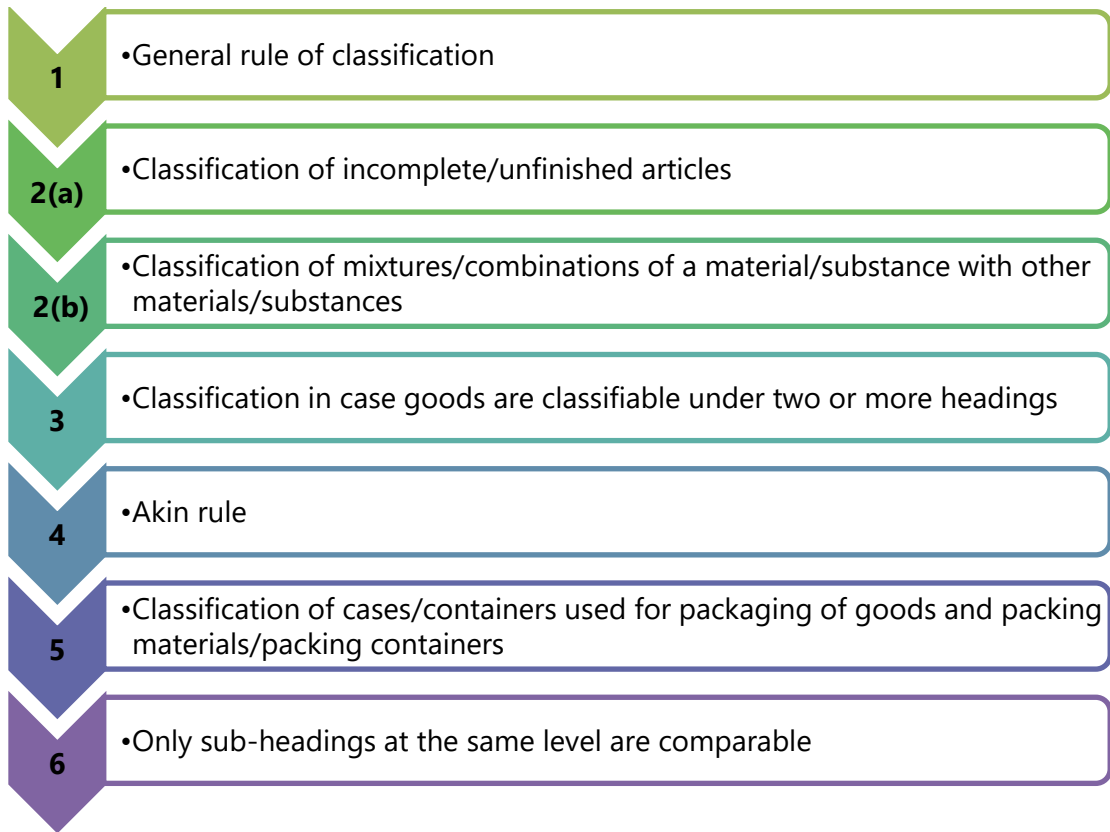 1
•General rule of classification
2(a)
•Classification of incomplete/unfinished articles
2(b)
•Classification of mixtures/combinations of a material/substance with other
materials/substances
3
•Classification in case goods are classifiable under two or more headings
4
•Akin rule
5
•Classification of cases/containers used for packaging of goods and packing
materials/packing containers
6
•Only sub-headings at the same level are comparable